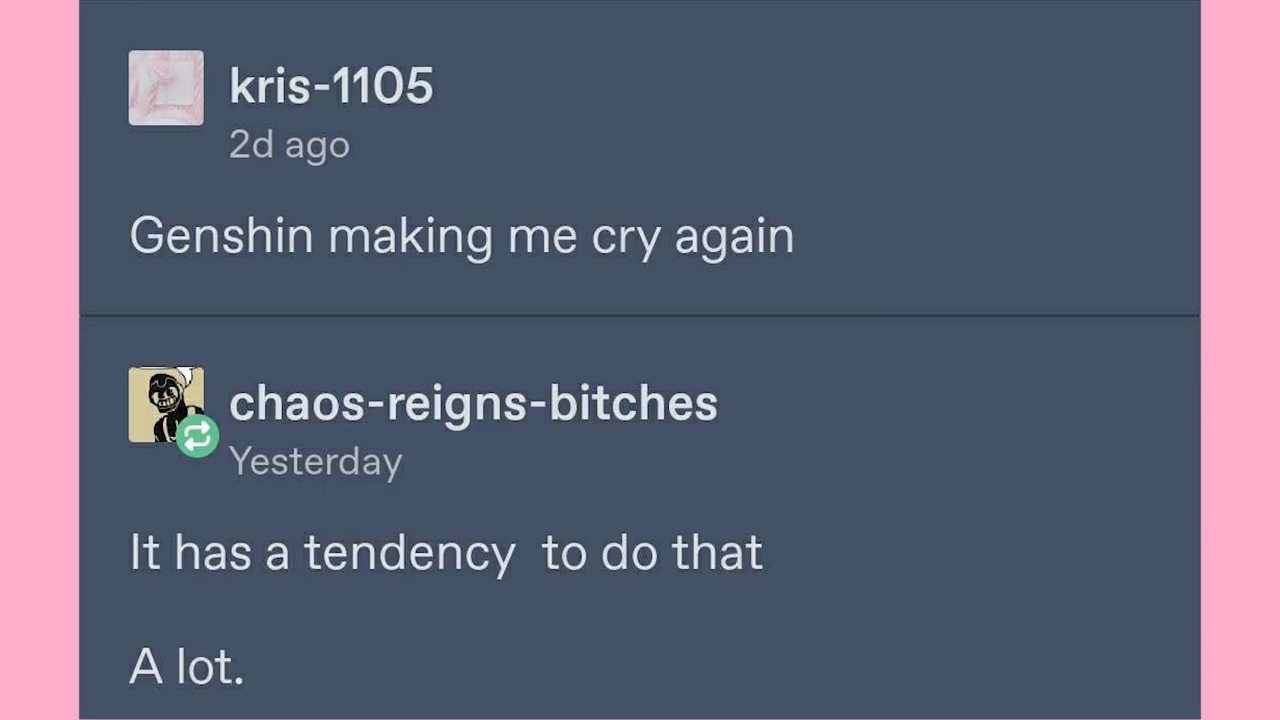 kris-1105
2d ago
Genshin making me cry again
chaos-reigns-bitches
Yesterday
It has a tendency  to do that
A lot.